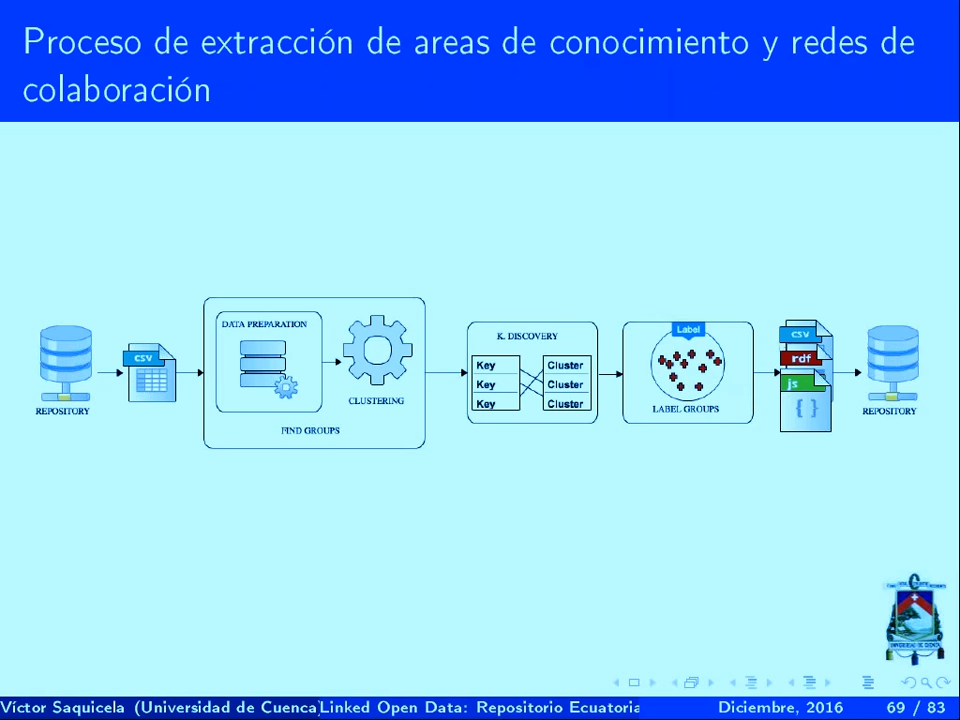 Proceso de extracción de areas de conocimiento y redes de
colaboración
REPOSITORY
CSV
DATA PREPARATION
CLUSTERING
FIND GROUPS
K. DISCOVERY
Key Cluster
Key Cluster
Key Cluster
Label
LABEL GROUPS
CSV
rdf
js
{ }
REPOSITORY
Víctor Saquicela (Universidad de Cuenca)
Linked Open Data: Repositorio Ecuatoria
Diciembre, 2016
69 / 83